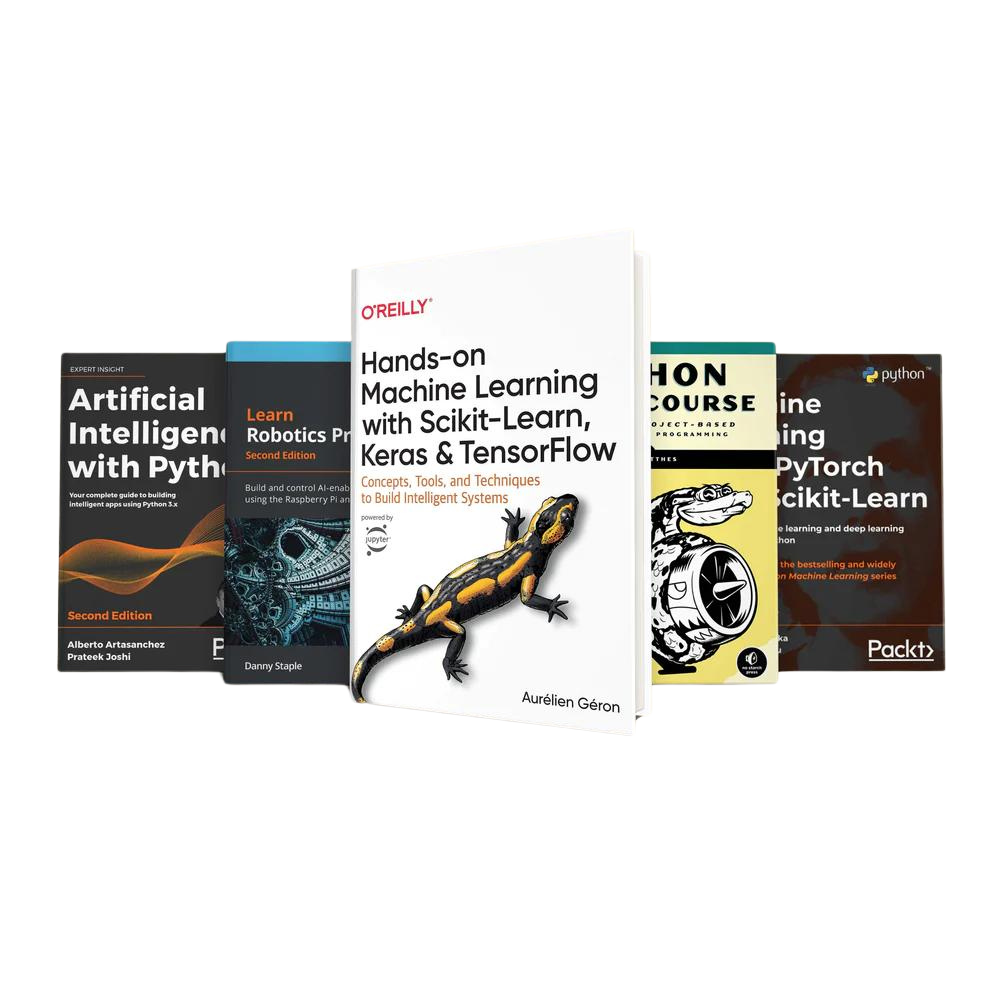 EXPERT INSIGHT
Artificial
Intelligenc
with Pytho
Your complete guide to building
intelligent apps using Python 3.x
Second Edition
Alberto Artasanchez
Prateek Joshi
P
Learn
Robotics Pr
Second Edition
Build and control AI-enab
using the Raspberry Pi an
Danny Staple
O'REILLY®
Hands-on
Machine Learning
with Scikit-Learn,
Keras & TensorFlow
Concepts, Tools, and Techniques
to Build Intelligent Systems
powered by
jupyter
Aurélien Géron
HON
COURSE
OJECT-BASED
PROGRAMMING
TTHES
no starch
press
python™
ine
ing
PyTorch
Scikit-Learn
e learning and deep learning
thon
the bestselling and widely
on Machine Learning series
ka
u
Packt>